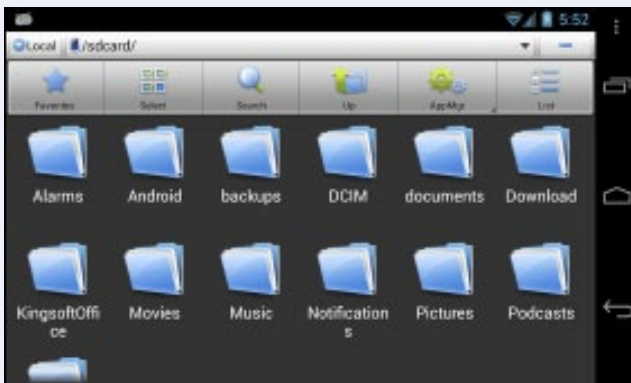 5:52
Local /sdcard/
Favorites Select Search Up AppMgr List
Alarms Android backups DCIM documents Download
KingsoftOffi
ce
Movies Music Notification
s
Pictures Podcasts